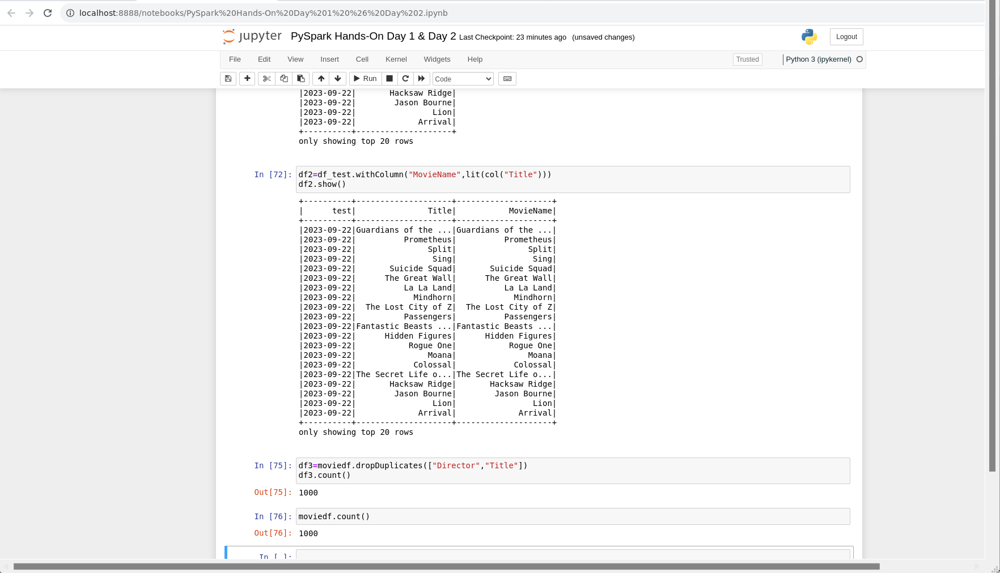 localhost:8888/notebooks/PySpark%20Hands-On%20Day%201%20%26%20Day%202.ipynb
jupyter PySpark Hands-On Day 1 & Day 2 Last Checkpoint: 23 minutes ago (unsaved changes) Logout
File Edit View Insert Cell Kernel Widgets Help Trusted Python 3 (ipykernel)
Run Code
|2023-09-22|       Hacksaw Ridge|
|2023-09-22|        Jason Bourne|
|2023-09-22|                Lion|
|2023-09-22|             Arrival|
+----------+--------------------+
only showing top 20 rows
In [72]: df2=df_test.withColumn("MovieName",lit(col("Title")))
df2.show()
+----------+--------------------+--------------------+
|      test|               Title|           MovieName|
+----------+--------------------+--------------------+
|2023-09-22|Guardians of the ...|Guardians of the ...|
|2023-09-22|          Prometheus|          Prometheus|
|2023-09-22|               Split|               Split|
|2023-09-22|                Sing|                Sing|
|2023-09-22|       Suicide Squad|       Suicide Squad|
|2023-09-22|      The Great Wall|      The Great Wall|
|2023-09-22|          La La Land|          La La Land|
|2023-09-22|            Mindhorn|            Mindhorn|
|2023-09-22|  The Lost City of Z|  The Lost City of Z|
|2023-09-22|          Passengers|          Passengers|
|2023-09-22|Fantastic Beasts ...|Fantastic Beasts ...|
|2023-09-22|      Hidden Figures|      Hidden Figures|
|2023-09-22|           Rogue One|           Rogue One|
|2023-09-22|               Moana|               Moana|
|2023-09-22|            Colossal|            Colossal|
|2023-09-22|The Secret Life o...|The Secret Life o...|
|2023-09-22|       Hacksaw Ridge|       Hacksaw Ridge|
|2023-09-22|        Jason Bourne|        Jason Bourne|
|2023-09-22|                Lion|                Lion|
|2023-09-22|             Arrival|             Arrival|
+----------+--------------------+--------------------+
only showing top 20 rows
In [75]: df3=moviedf.dropDuplicates(["Director","Title"])
df3.count()
Out[75]: 1000
In [76]: moviedf.count()
Out[76]: 1000
In [ ]: